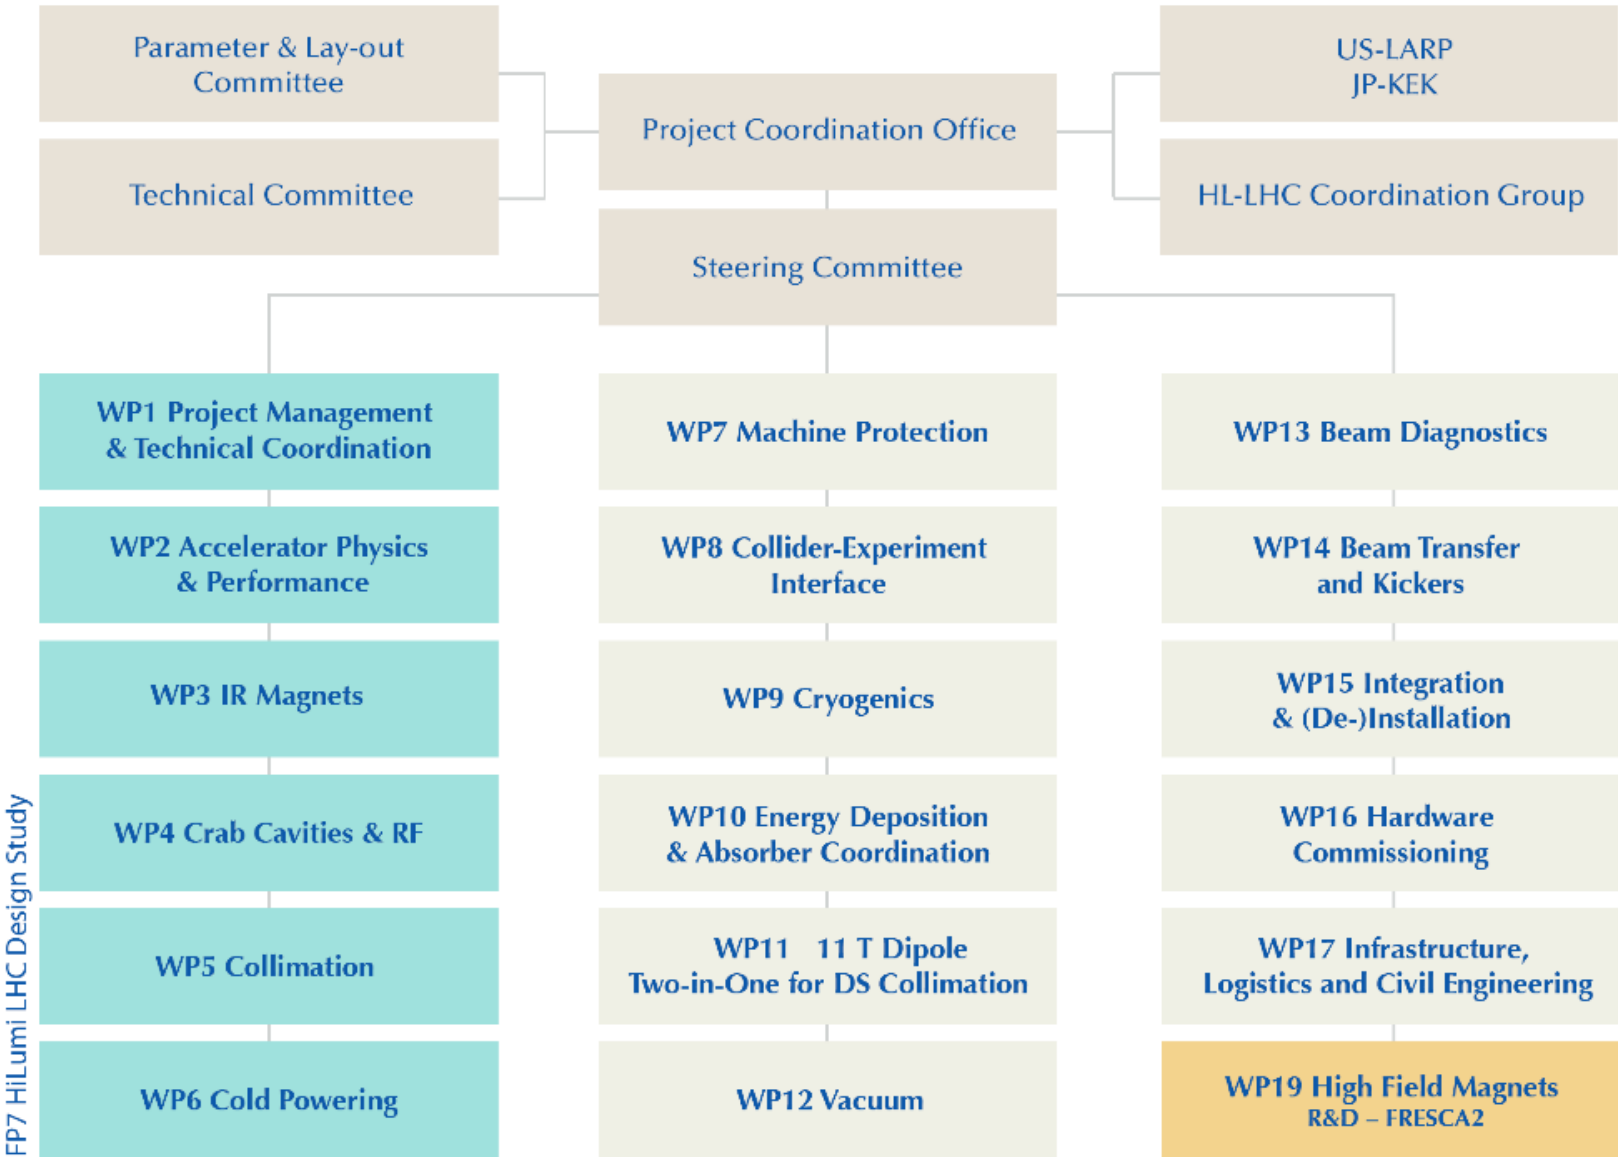 Parameter & Lay-out
Committee
Technical Committee
Project Coordination Office
Steering Committee
US-LARP
JP-KEK
HL-LHC Coordination Group
FP7 HiLumi LHC Design Study
WP1 Project Management
& Technical Coordination
WP2 Accelerator Physics
& Performance
WP3 IR Magnets
WP4 Crab Cavities & RF
WP5 Collimation
WP6 Cold Powering
WP7 Machine Protection
WP8 Collider-Experiment
Interface
WP9 Cryogenics
WP10 Energy Deposition
& Absorber Coordination
WP11 11 T Dipole
Two-in-One for DS Collimation
WP12 Vacuum
WP13 Beam Diagnostics
WP14 Beam Transfer
and Kickers
WP15 Integration
& (De-)Installation
WP16 Hardware
Commissioning
WP17 Infrastructure,
Logistics and Civil Engineering
WP19 High Field Magnets
R&D – FRESCA2